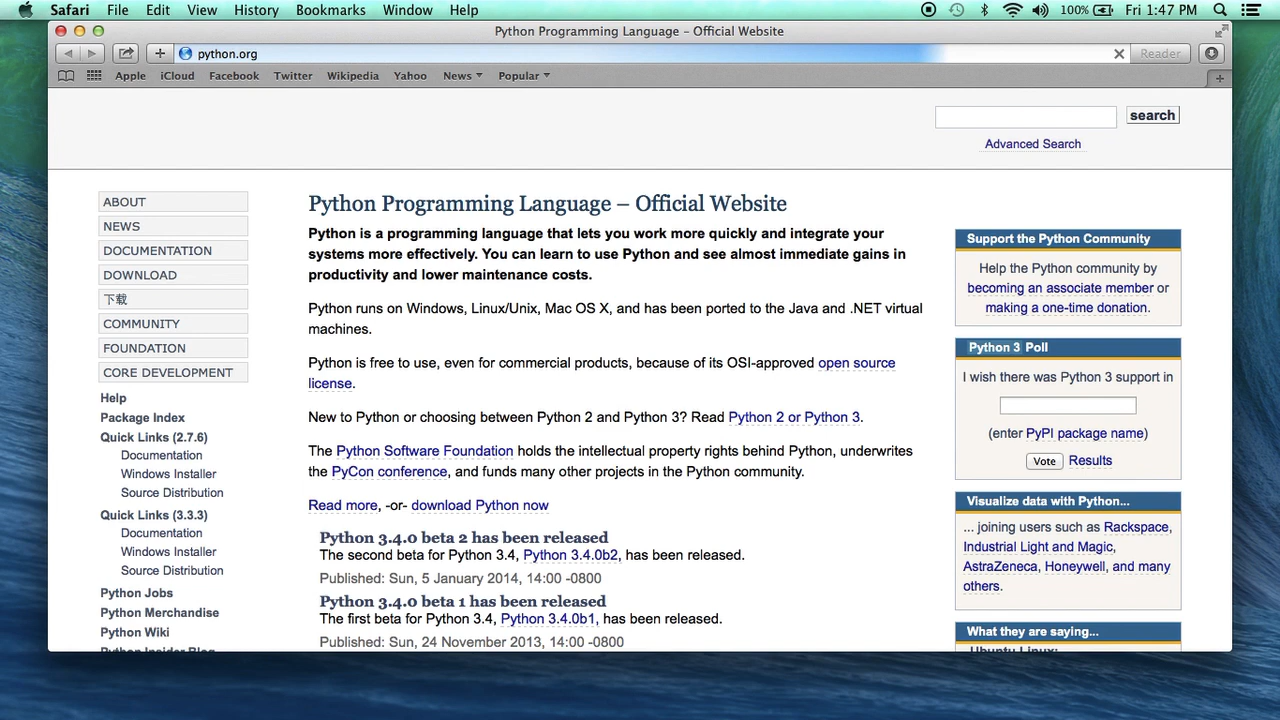 Safari File Edit View History Bookmarks Window Help 100% Fri 1:47 PM
Python Programming Language – Official Website
python.org Reader
Apple iCloud Facebook Twitter Wikipedia Yahoo News Popular
search
Advanced Search
ABOUT
NEWS
DOCUMENTATION
DOWNLOAD
下载
COMMUNITY
FOUNDATION
CORE DEVELOPMENT
Help
Package Index
Quick Links (2.7.6)
Documentation
Windows Installer
Source Distribution
Quick Links (3.3.3)
Documentation
Windows Installer
Source Distribution
Python Jobs
Python Merchandise
Python Wiki
Python Insider Blog
Python Programming Language – Official Website
Python is a programming language that lets you work more quickly and integrate your
systems more effectively. You can learn to use Python and see almost immediate gains in
productivity and lower maintenance costs.
Python runs on Windows, Linux/Unix, Mac OS X, and has been ported to the Java and .NET virtual
machines.
Python is free to use, even for commercial products, because of its OSI-approved open source
license.
New to Python or choosing between Python 2 and Python 3? Read Python 2 or Python 3.
The Python Software Foundation holds the intellectual property rights behind Python, underwrites
the PyCon conference, and funds many other projects in the Python community.
Read more, -or- download Python now
Python 3.4.0 beta 2 has been released
The second beta for Python 3.4, Python 3.4.0b2, has been released.
Published: Sun, 5 January 2014, 14:00 -0800
Python 3.4.0 beta 1 has been released
The first beta for Python 3.4, Python 3.4.0b1, has been released.
Published: Sun, 24 November 2013, 14:00 -0800
Support the Python Community
Help the Python community by
becoming an associate member or
making a one-time donation.
Python 3 Poll
I wish there was Python 3 support in
(enter PyPI package name)
Vote Results
Visualize data with Python...
... joining users such as Rackspace,
Industrial Light and Magic,
AstraZeneca, Honeywell, and many
others.
What they are saying...
Ubuntu Linux: